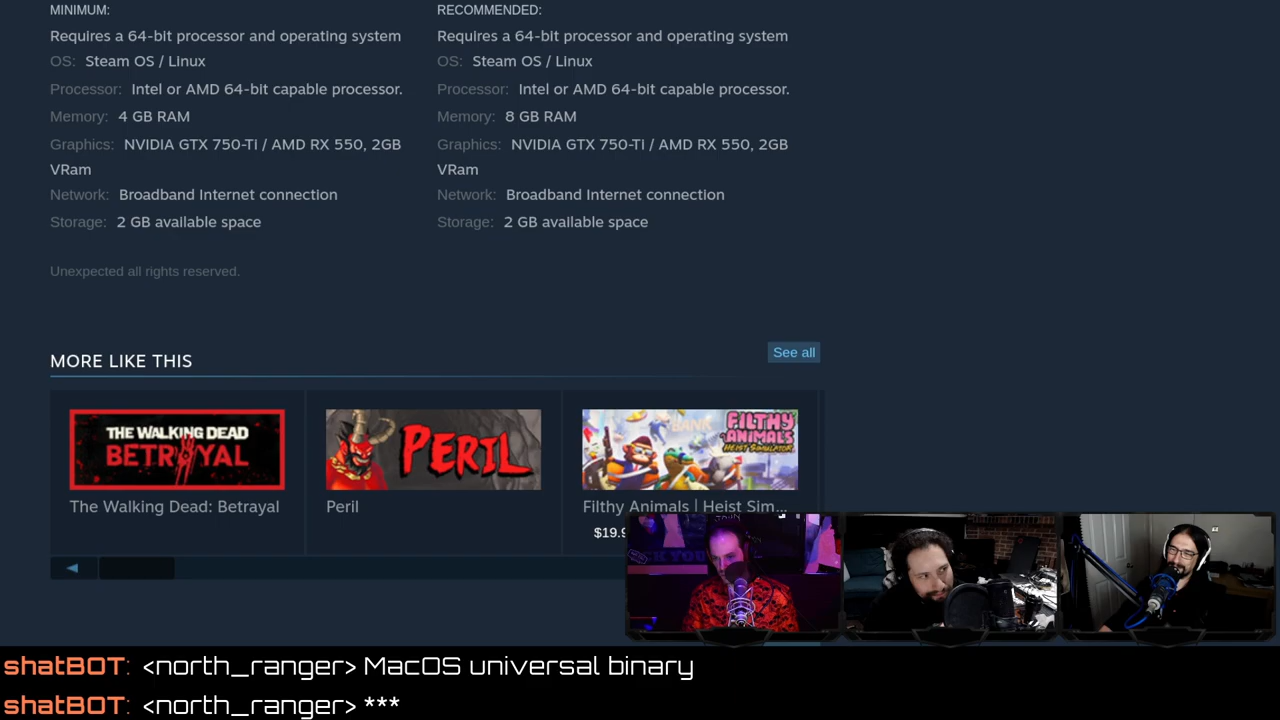 MINIMUM:
Requires a 64-bit processor and operating system
OS: Steam OS / Linux
Processor: Intel or AMD 64-bit capable processor.
Memory: 4 GB RAM
Graphics: NVIDIA GTX 750-TI / AMD RX 550, 2GB
VRam
Network: Broadband Internet connection
Storage: 2 GB available space
RECOMMENDED:
Requires a 64-bit processor and operating system
OS: Steam OS / Linux
Processor: Intel or AMD 64-bit capable processor.
Memory: 8 GB RAM
Graphics: NVIDIA GTX 750-TI / AMD RX 550, 2GB
VRam
Network: Broadband Internet connection
Storage: 2 GB available space
Unexpected all rights reserved.
MORE LIKE THIS
See all
THE WALKING DEAD
BETRAYAL
The Walking Dead: Betrayal
PERIL
Peril
BANK
FILTHY
ANIMALS
HEIST SIMULATOR
Filthy Animals | Heist Sim...
$19.9
shatBOT: <north_ranger> MacOS universal binary
shatBOT: <north_ranger> ***